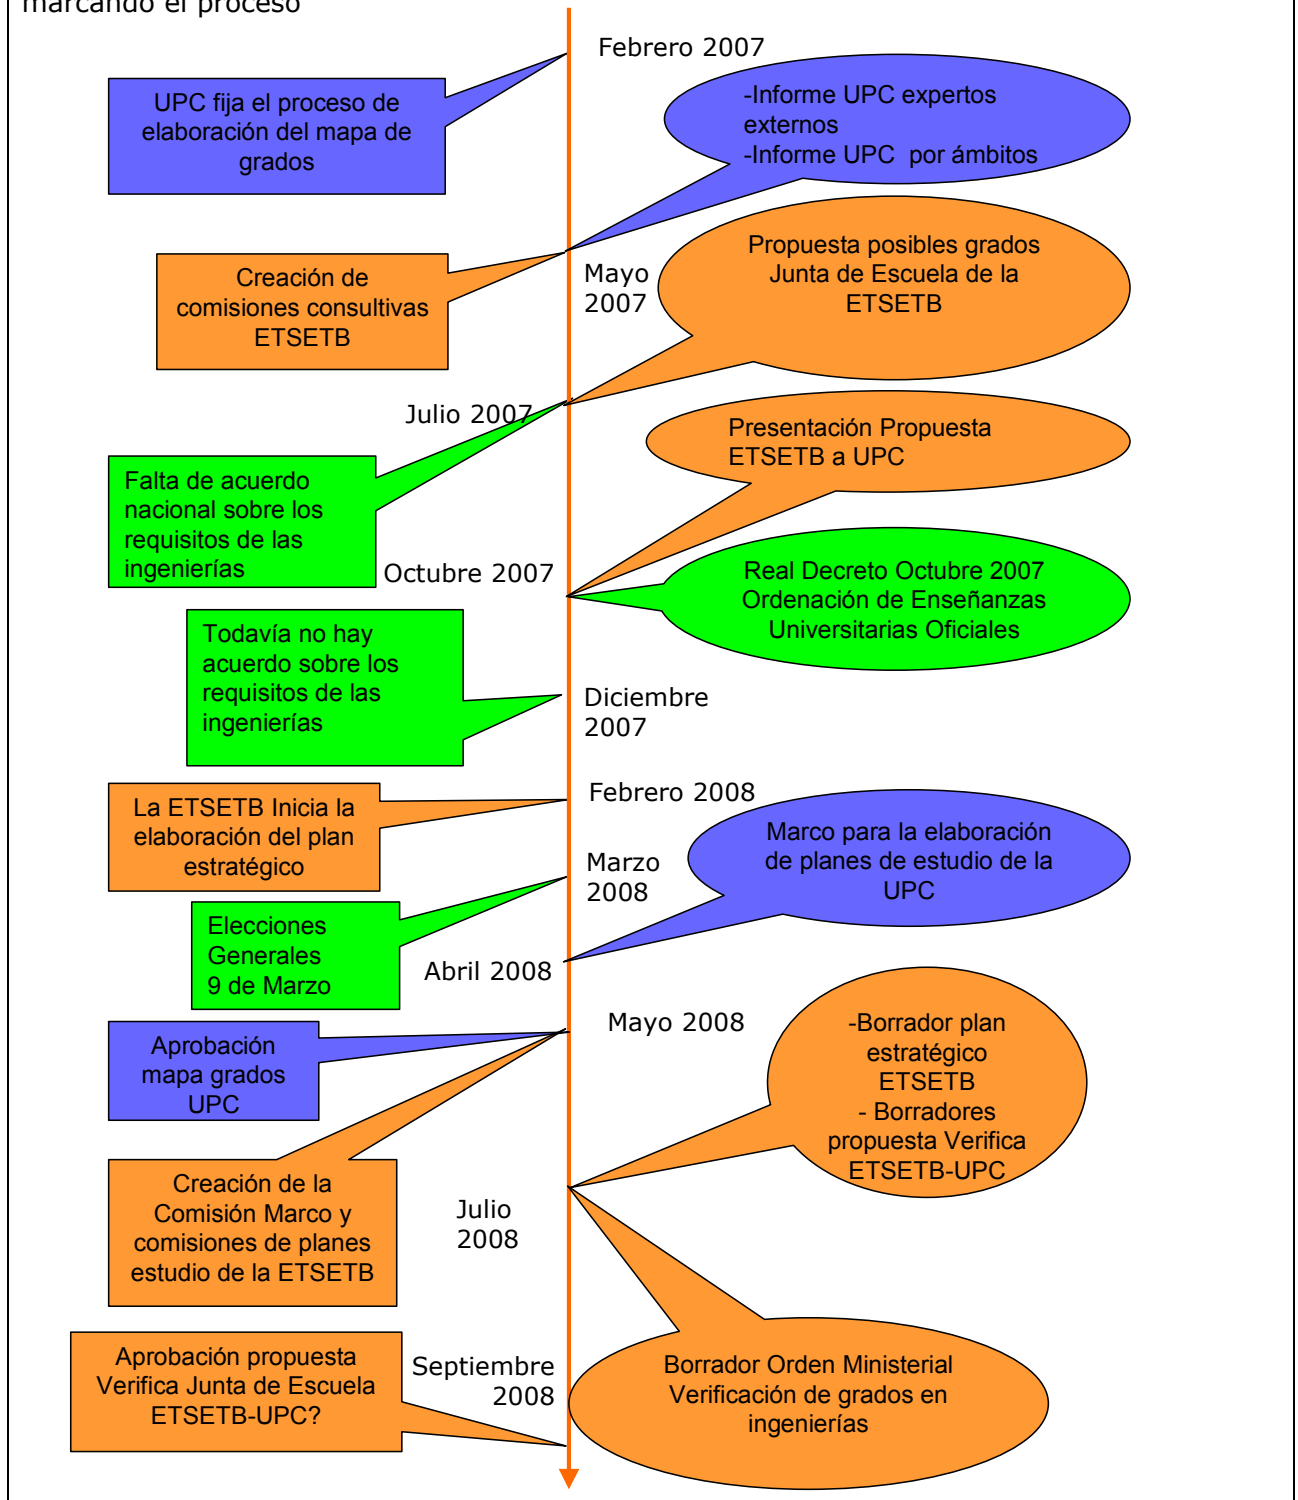 marcando el proceso
Febrero 2007
UPC fija el proceso de
elaboración del mapa de
grados
-Informe UPC expertos
externos
-Informe UPC por ámbitos
Creación de
comisiones consultivas
ETSETB
Mayo
2007
Propuesta posibles grados
Junta de Escuela de la
ETSETB
Julio 2007
Presentación Propuesta
ETSETB a UPC
Falta de acuerdo
nacional sobre los
requisitos de las
ingenierías
Octubre 2007
Real Decreto Octubre 2007
Ordenación de Enseñanzas
Universitarias Oficiales
Todavía no hay
acuerdo sobre los
requisitos de las
ingenierías
Diciembre
2007
Febrero 2008
La ETSETB Inicia la
elaboración del plan
estratégico
Marco para la elaboración
de planes de estudio de la
UPC
Marzo
2008
Elecciones
Generales
9 de Marzo
Abril 2008
Mayo 2008
Aprobación
mapa grados
UPC
-Borrador plan
estratégico
ETSETB
- Borradores
propuesta Verifica
ETSETB-UPC
Creación de la
Comisión Marco y
comisiones de planes
estudio de la ETSETB
Julio
2008
Aprobación propuesta
Verifica Junta de Escuela
ETSETB-UPC?
Septiembre
2008
Borrador Orden Ministerial
Verificación de grados en
ingenierías